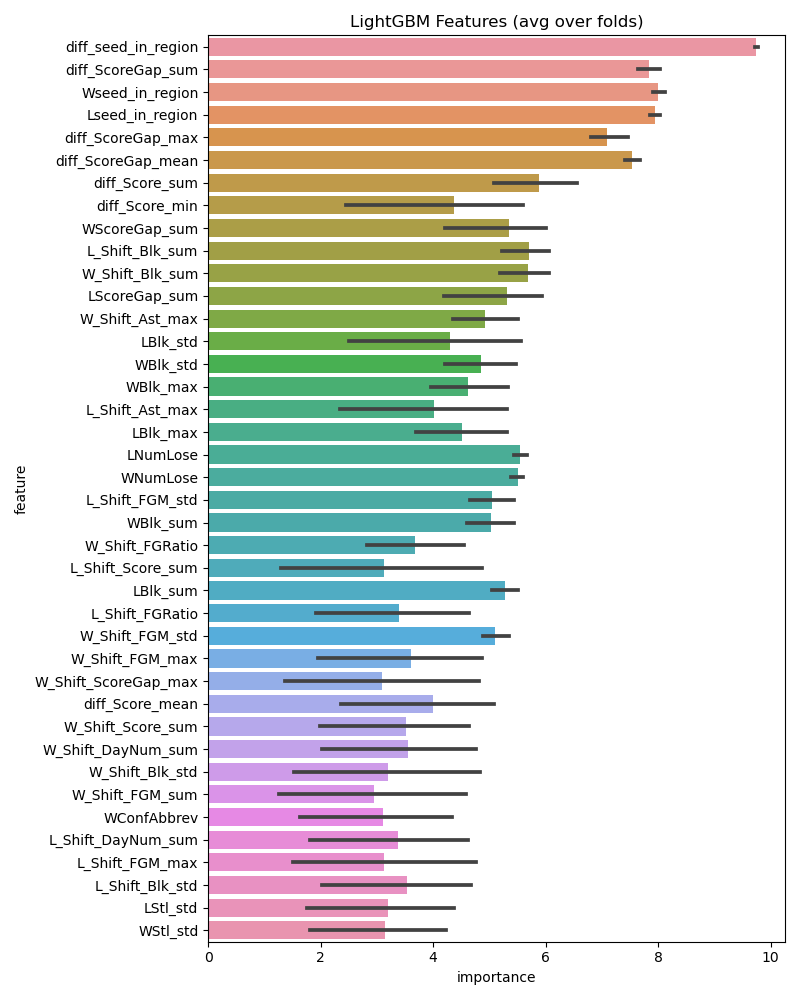 LightGBM Features (avg over folds)
diff_seed_in_region
diff_ScoreGap_sum
Wseed_in_region
Lseed_in_region
diff_ScoreGap_max
diff_ScoreGap_mean
diff_Score_sum
diff_Score_min
WScoreGap_sum
L_Shift_Blk_sum
W_Shift_Blk_sum
LScoreGap_sum
W_Shift_Ast_max
LBlk_std
WBlk_std
WBlk_max
L_Shift_Ast_max
LBlk_max
LNumLose
WNumLose
L_Shift_FGM_std
WBlk_sum
W_Shift_FGRatio
L_Shift_Score_sum
LBlk_sum
L_Shift_FGRatio
W_Shift_FGM_std
W_Shift_FGM_max
W_Shift_ScoreGap_max
diff_Score_mean
W_Shift_Score_sum
W_Shift_DayNum_sum
W_Shift_Blk_std
W_Shift_FGM_sum
WConfAbbrev
L_Shift_DayNum_sum
L_Shift_FGM_max
L_Shift_Blk_std
LStl_std
WStl_std
feature
0 2 4 6 8 10
importance